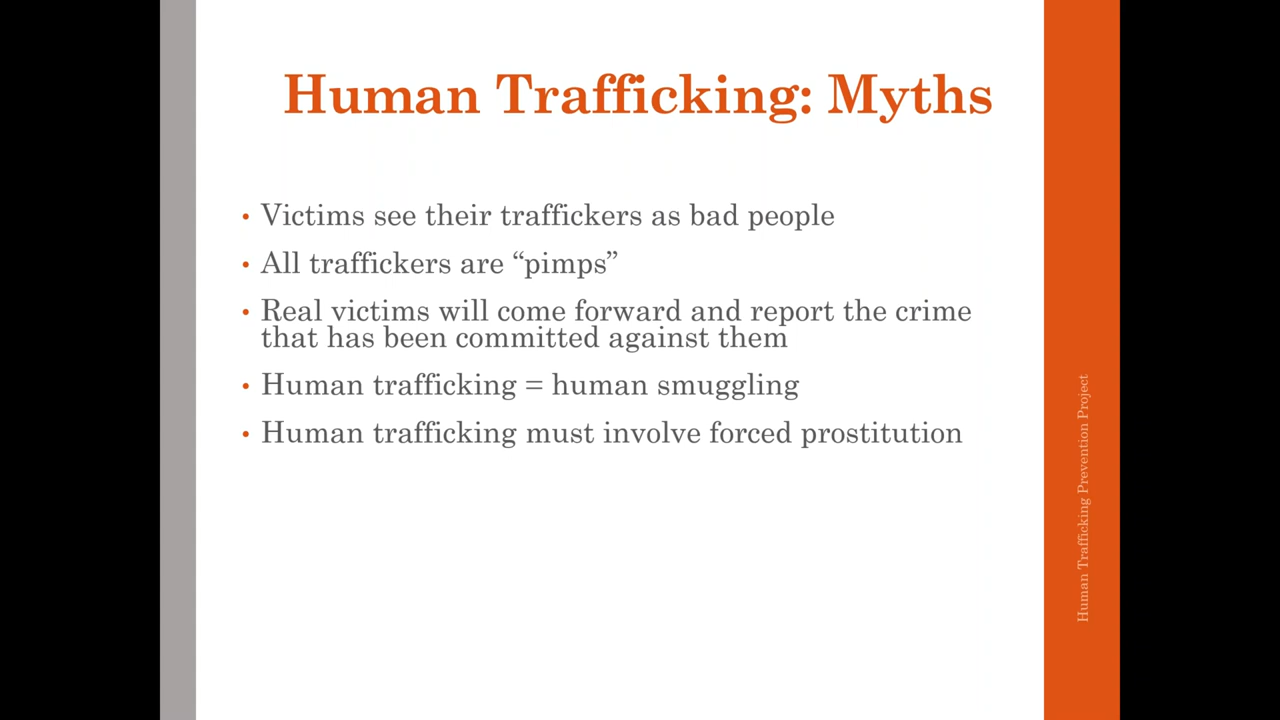 Human Trafficking: Myths
• Victims see their traffickers as bad people
• All traffickers are “pimps”
• Real victims will come forward and report the crime
that has been committed against them
• Human trafficking = human smuggling
• Human trafficking must involve forced prostitution
Human Trafficking Prevention Project